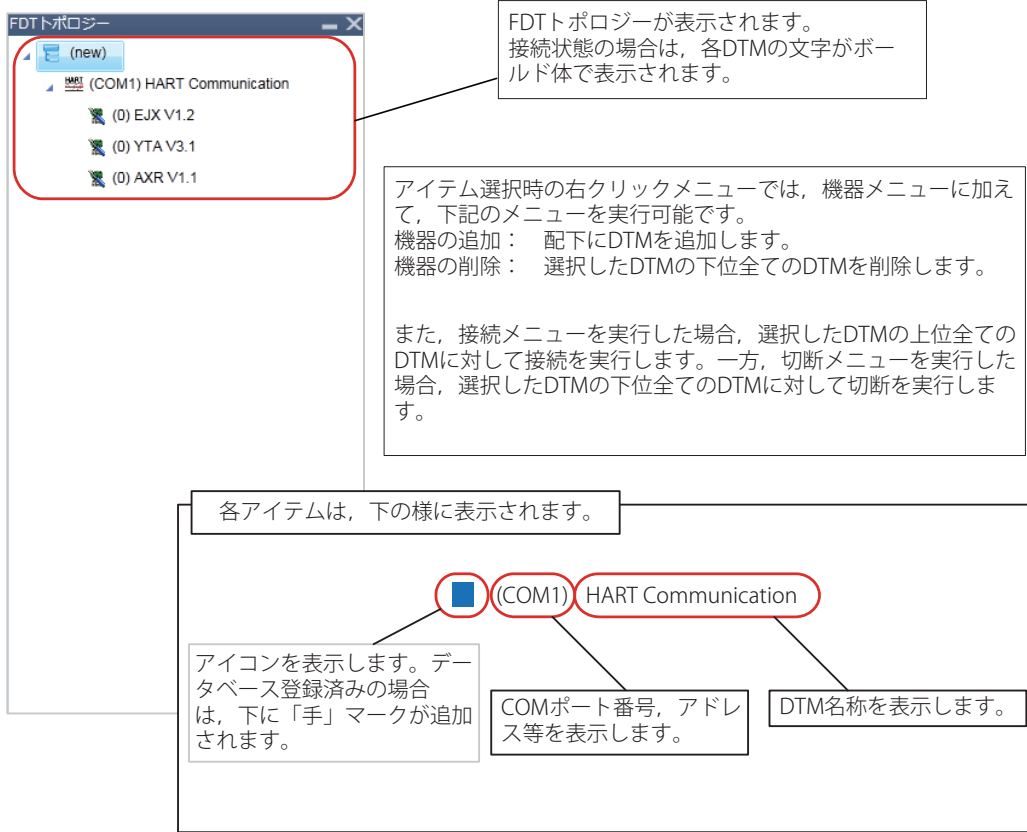 FDTトポロジー
(new)
(COM1) HART Communication
(0) EJX V1.2
(0) YTA V3.1
(0) AXR V1.1
FDTトポロジーが表示されます。
接続状態の場合は，各DTMの文字がボー
ルド体で表示されます。
アイテム選択時の右クリックメニューでは，機器メニューに加え
て，下記のメニューを実行可能です。
機器の追加：　配下にDTMを追加します。
機器の削除：　選択したDTMの下位全てのDTMを削除します。
また，接続メニューを実行した場合，選択したDTMの上位全ての
DTMに対して接続を実行します。一方，切断メニューを実行した
場合，選択したDTMの下位全てのDTMに対して切断を実行しま
す。
各アイテムは，下の様に表示されます。
(COM1) HART Communication
アイコンを表示します。デー
タベース登録済みの場合
は，下に「手」マークが追加
されます。
COMポート番号，アドレ
ス等を表示します。
DTM名称を表示します。